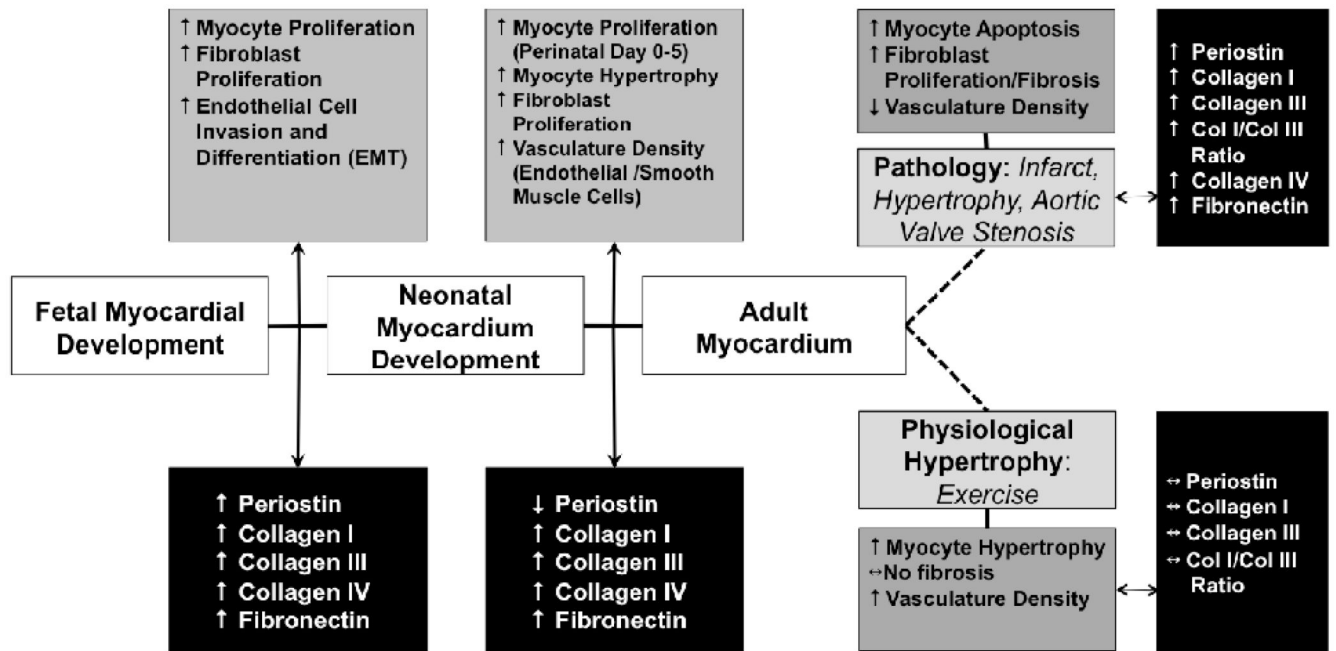 ↑ Myocyte Proliferation
↑ Fibroblast
Proliferation
↑ Endothelial Cell
Invasion and
Differentiation (EMT)
↑ Myocyte Proliferation
(Perinatal Day 0-5)
↑ Myocyte Hypertrophy
↑ Fibroblast
Proliferation
↑ Vasculature Density
(Endothelial /Smooth
Muscle Cells)
↑ Myocyte Apoptosis
↑ Fibroblast
Proliferation/Fibrosis
↓ Vasculature Density
Pathology: Infarct,
Hypertrophy, Aortic
Valve Stenosis
↑ Periostin
↑ Collagen I
↑ Collagen III
↑ Col I/Col III
Ratio
↑ Collagen IV
↑ Fibronectin
Fetal Myocardial
Development
Neonatal
Myocardium
Development
Adult
Myocardium
↑ Periostin
↑ Collagen I
↑ Collagen III
↑ Collagen IV
↑ Fibronectin
↓ Periostin
↑ Collagen I
↑ Collagen III
↑ Collagen IV
↑ Fibronectin
Physiological
Hypertrophy:
Exercise
↑ Myocyte Hypertrophy
↔No fibrosis
↑ Vasculature Density
↔ Periostin
↔ Collagen I
↔ Collagen III
↔ Col I/Col III
Ratio